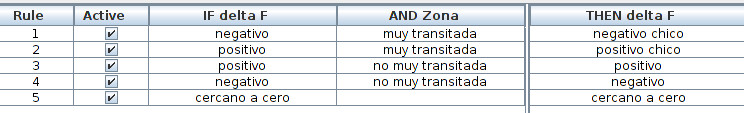 Rule Active IF delta F AND Zona THEN delta F
1 negativo muy transitada negativo chico
2 positivo muy transitada positivo chico
3 positivo no muy transitada positivo
4 negativo no muy transitada negativo
5 cercano a cero cercano a cero